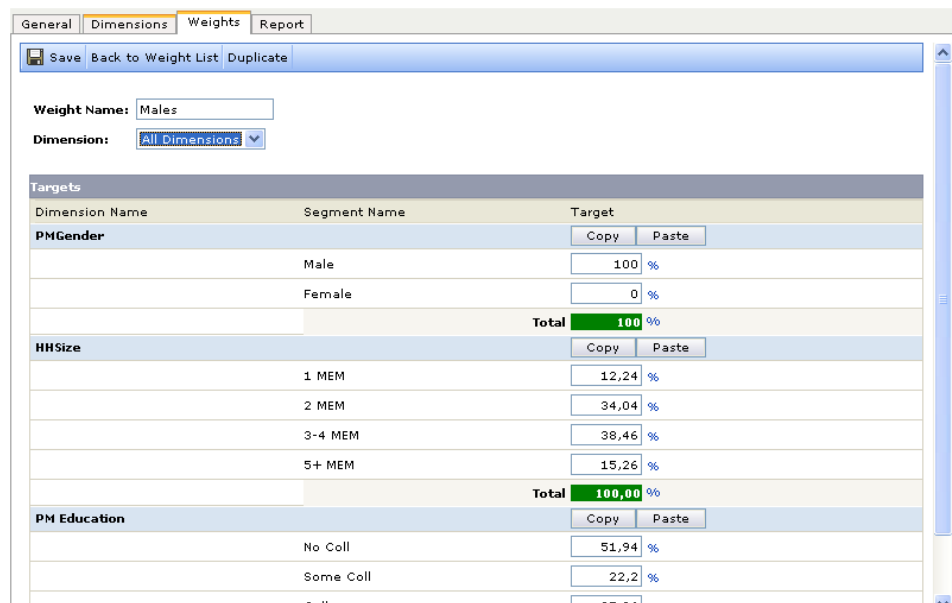 General Dimensions Weights Report
Save Back to Weight List Duplicate
Weight Name: Males
Dimension: All Dimensions
Targets
Dimension Name Segment Name Target
PMGender Copy Paste
Male 100 %
Female 0 %
Total 100 %
HHSize Copy Paste
1 MEM 12,24 %
2 MEM 34,04 %
3-4 MEM 38,46 %
5+ MEM 15,26 %
Total 100,00 %
PM Education Copy Paste
No Coll 51,94 %
Some Coll 22,2 %